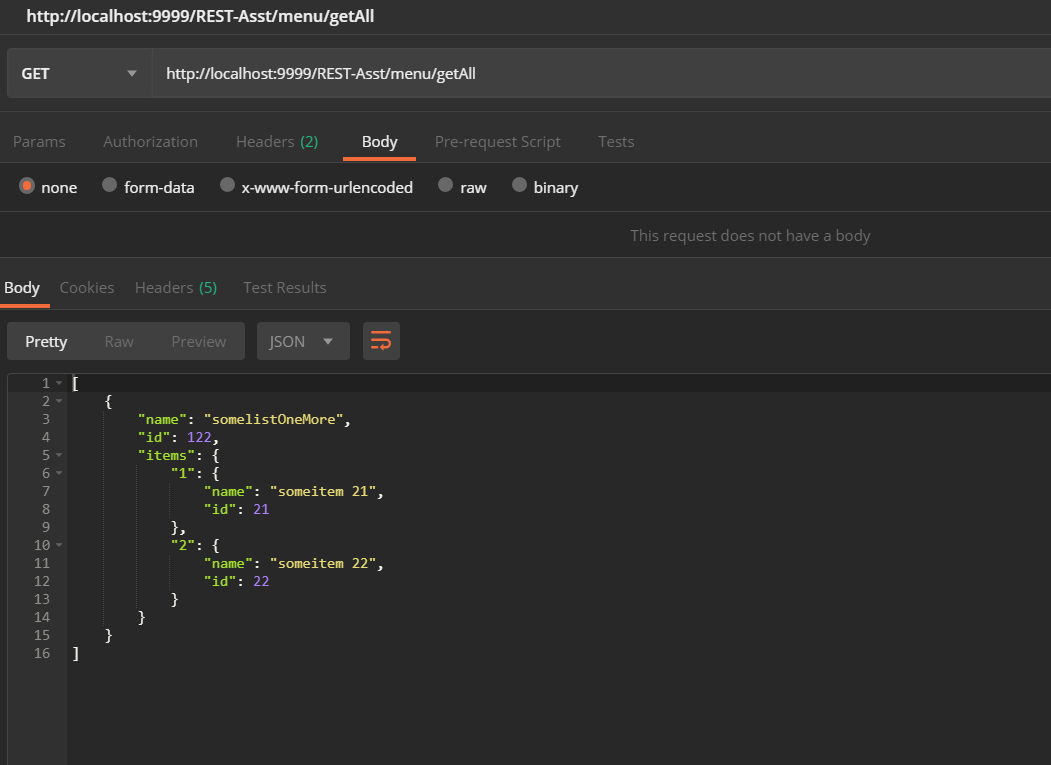 http://localhost:9999/REST-Asst/menu/getAll
GET http://localhost:9999/REST-Asst/menu/getAll
Params Authorization Headers (2) Body Pre-request Script Tests
none form-data x-www-form-urlencoded raw binary
This request does not have a body
Body Cookies Headers (5) Test Results
Pretty Raw Preview JSON
1 [
2 {
3 "name": "somelistOneMore",
4 "id": 122,
5 "items": {
6 "1": {
7 "name": "someitem 21",
8 "id": 21
9 },
10 "2": {
11 "name": "someitem 22",
12 "id": 22
13 }
14 }
15 }
16 ]